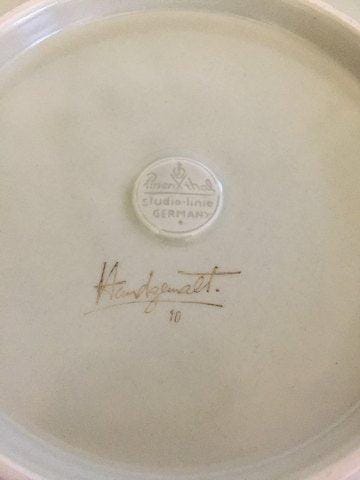 Rosenthal
studio-linie
GERMANY
Handgemalt.
10